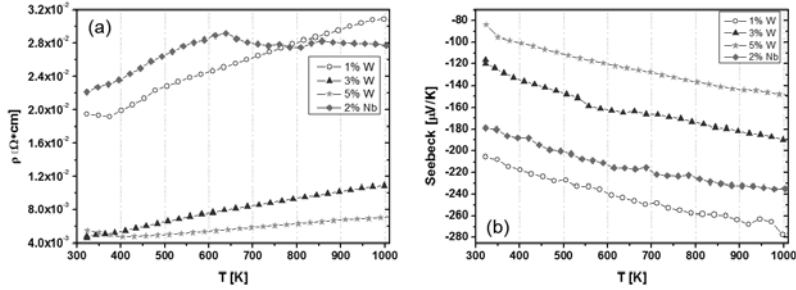 (a)
3.2x10⁻²
2.8x10⁻²
2.4x10⁻²
2.0x10⁻²
1.2x10⁻²
8.0x10⁻³
4.0x10⁻³
ρ [Ω•cm]
1% W
3% W
5% W
2% Nb
300 400 500 600 700 800 900 1000
T [K]
(b)
-80
-100
-120
-140
-160
-180
-200
-220
-240
-260
-280
Seebeck [μV/K]
1% W
3% W
5% W
2% Nb
300 400 500 600 700 800 900 1000
T [K]